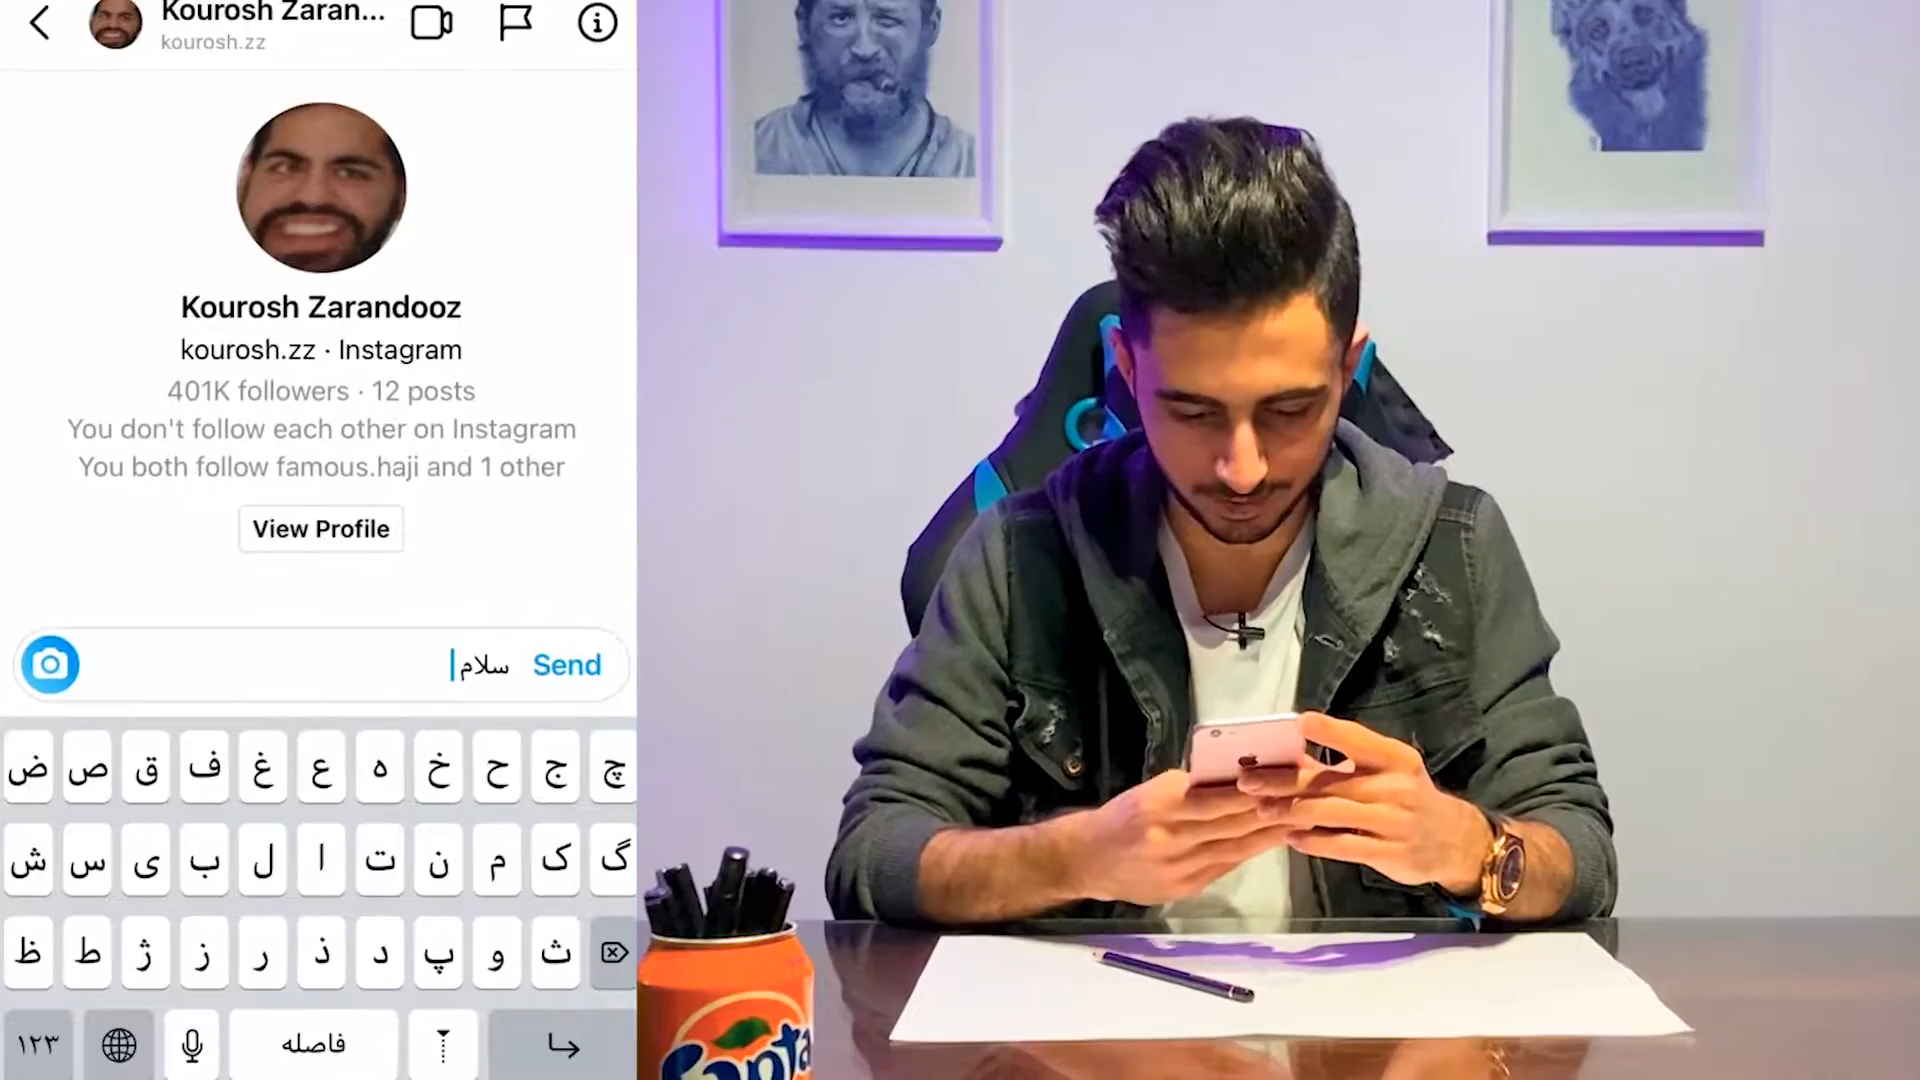 Kourosh Zaran...
kourosh.zz
Kourosh Zarandooz
kourosh.zz · Instagram
401K followers · 12 posts
You don't follow each other on Instagram
You both follow famous.haji and 1 other
View Profile
سلام
Send
ض ص ق ف غ ع ه خ ح ج چ
ش س ی ب ل ا ت ن م ک گ
ظ ط ژ ز ر ذ د پ و ث
۱۲۳
فاصله
Fanta